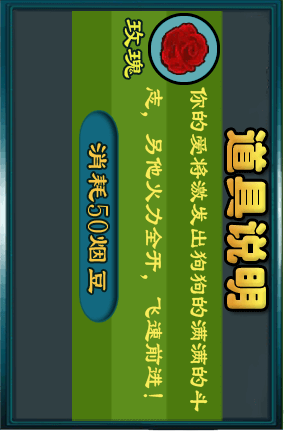 道具说明
你的爱将激发出狗狗的满满的斗
志，另他火力全开，飞速前进！
玫瑰
消耗50烟豆